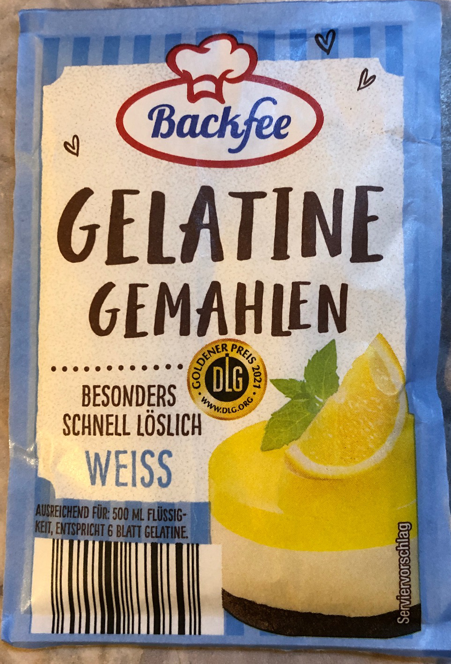 Backfee
GELATINE
GEMAHLEN
GOLDENER PREIS 2021
DLG
WWW.DLG.ORG
BESONDERS
SCHNELL LÖSLICH
WEISS
AUSREICHEND FÜR: 500 ML FLÜSSIG-
KEIT, ENTSPRICHT 6 BLATT GELATINE.
Serviervorschlag